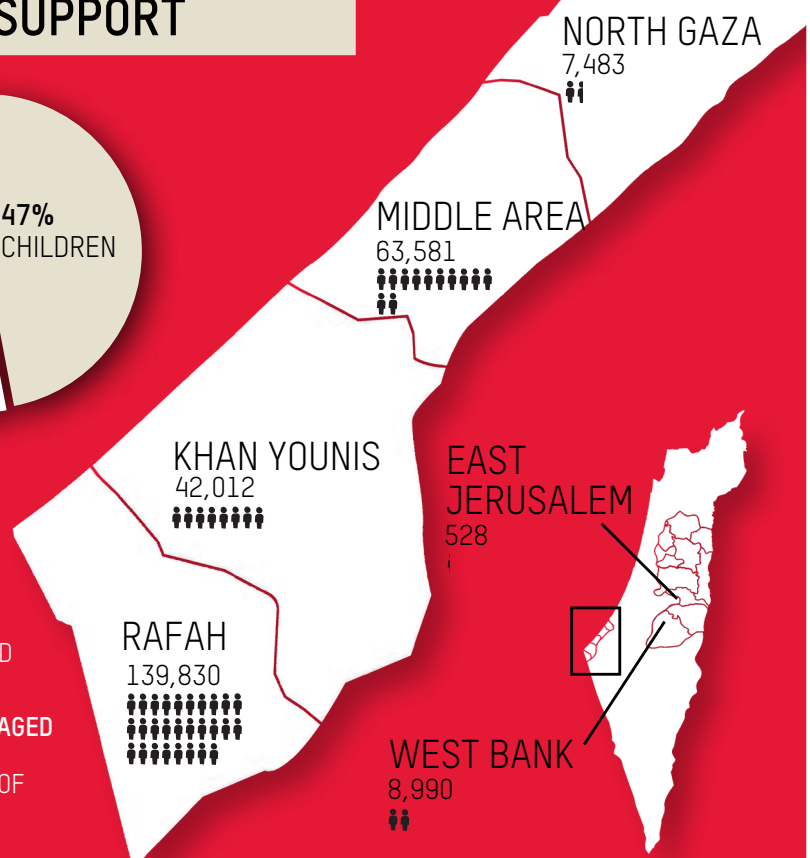 SUPPORT
47%
CHILDREN
NORTH GAZA
7,483
MIDDLE AREA
63,581
KHAN YOUNIS
42,012
EAST
JERUSALEM
528
RAFAH
139,830
WEST BANK
8,990
D
AGED
OF